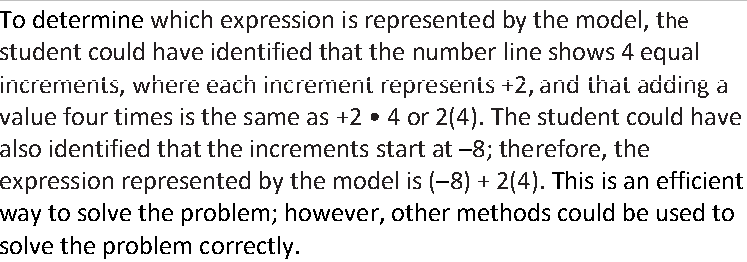 To determine which expression is represented by the model, the
student could have identified that the number line shows 4 equal
increments, where each increment represents +2, and that adding a
value four times is the same as +2 • 4 or 2(4). The student could have
also identified that the increments start at –8; therefore, the
expression represented by the model is (–8) + 2(4). This is an efficient
way to solve the problem; however, other methods could be used to
solve the problem correctly.